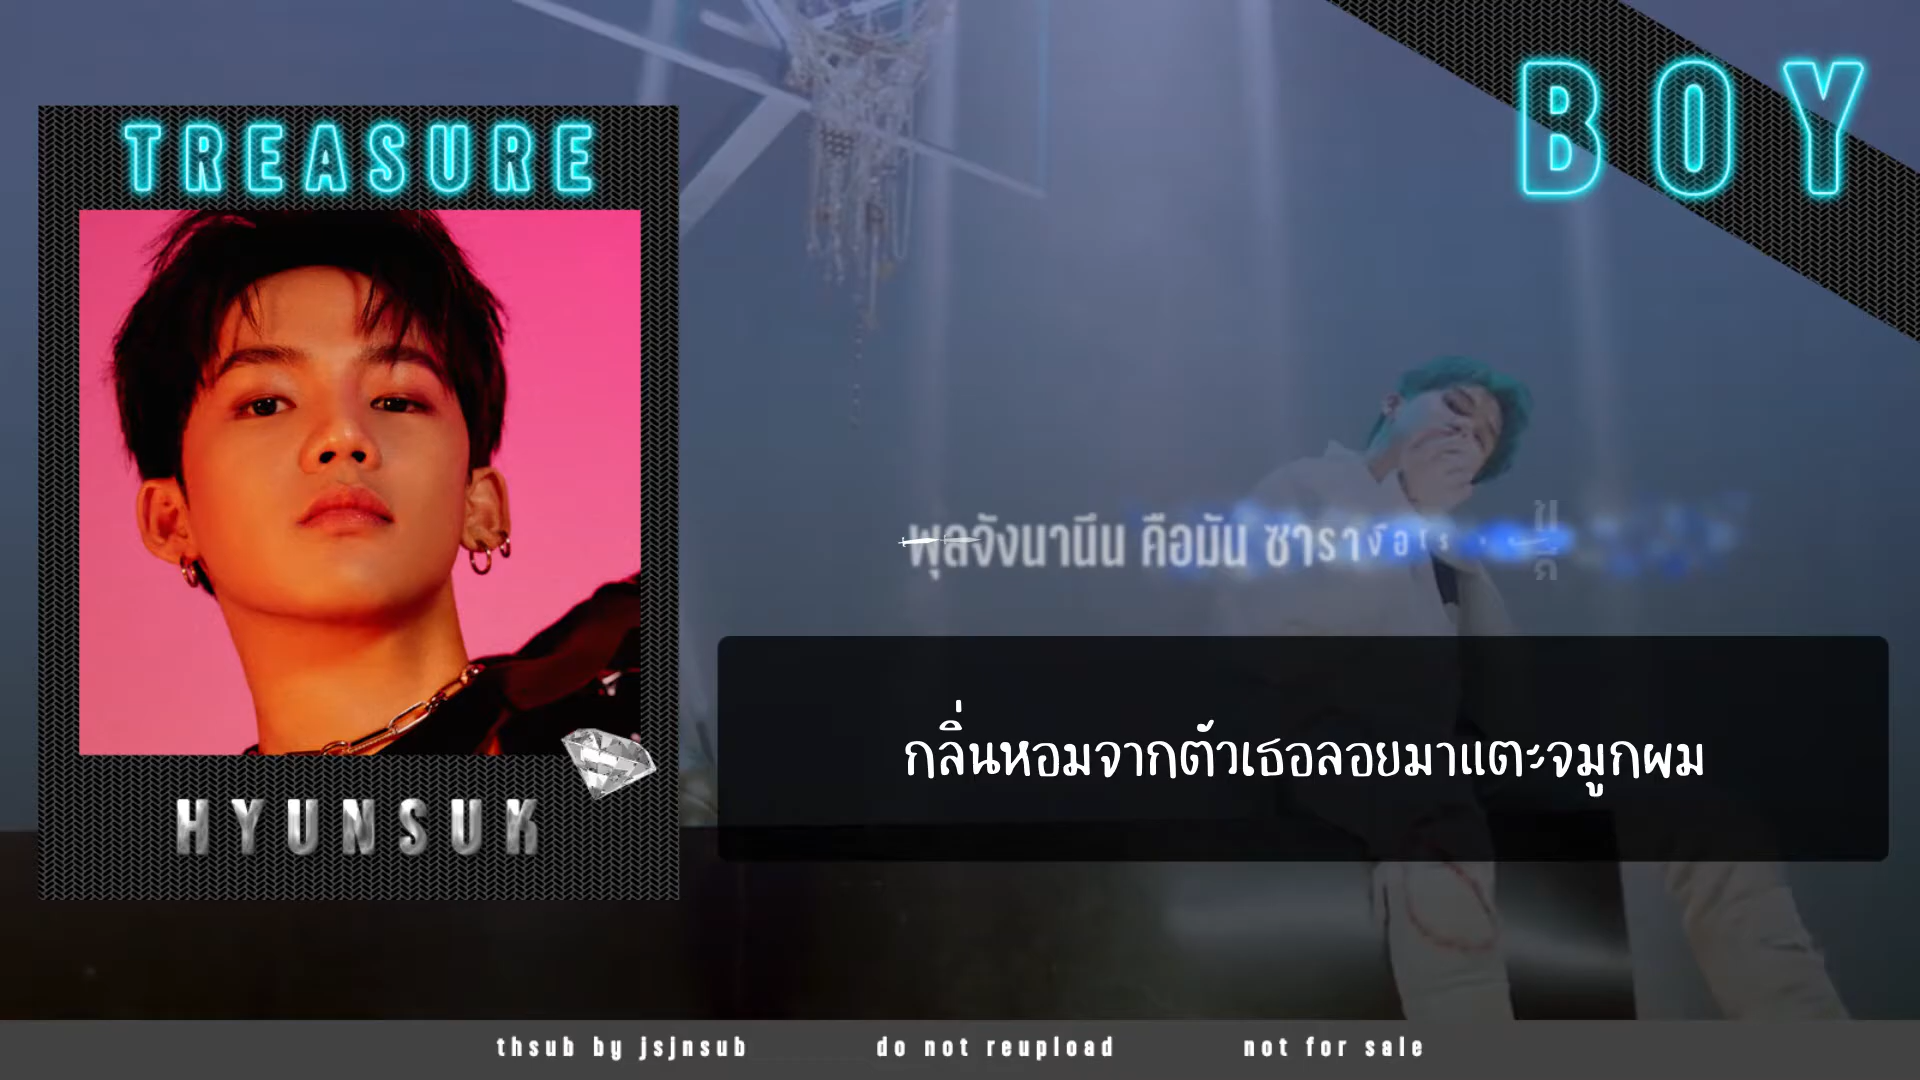 BOY
TREASURE
พุลจังนานึน คือมัน ซารา
กลิ่นหอมจากตัวเธอลอยมาแตะจมูกผม
HYUNSUK
thsub by jsjnsub do not reupload not for sale